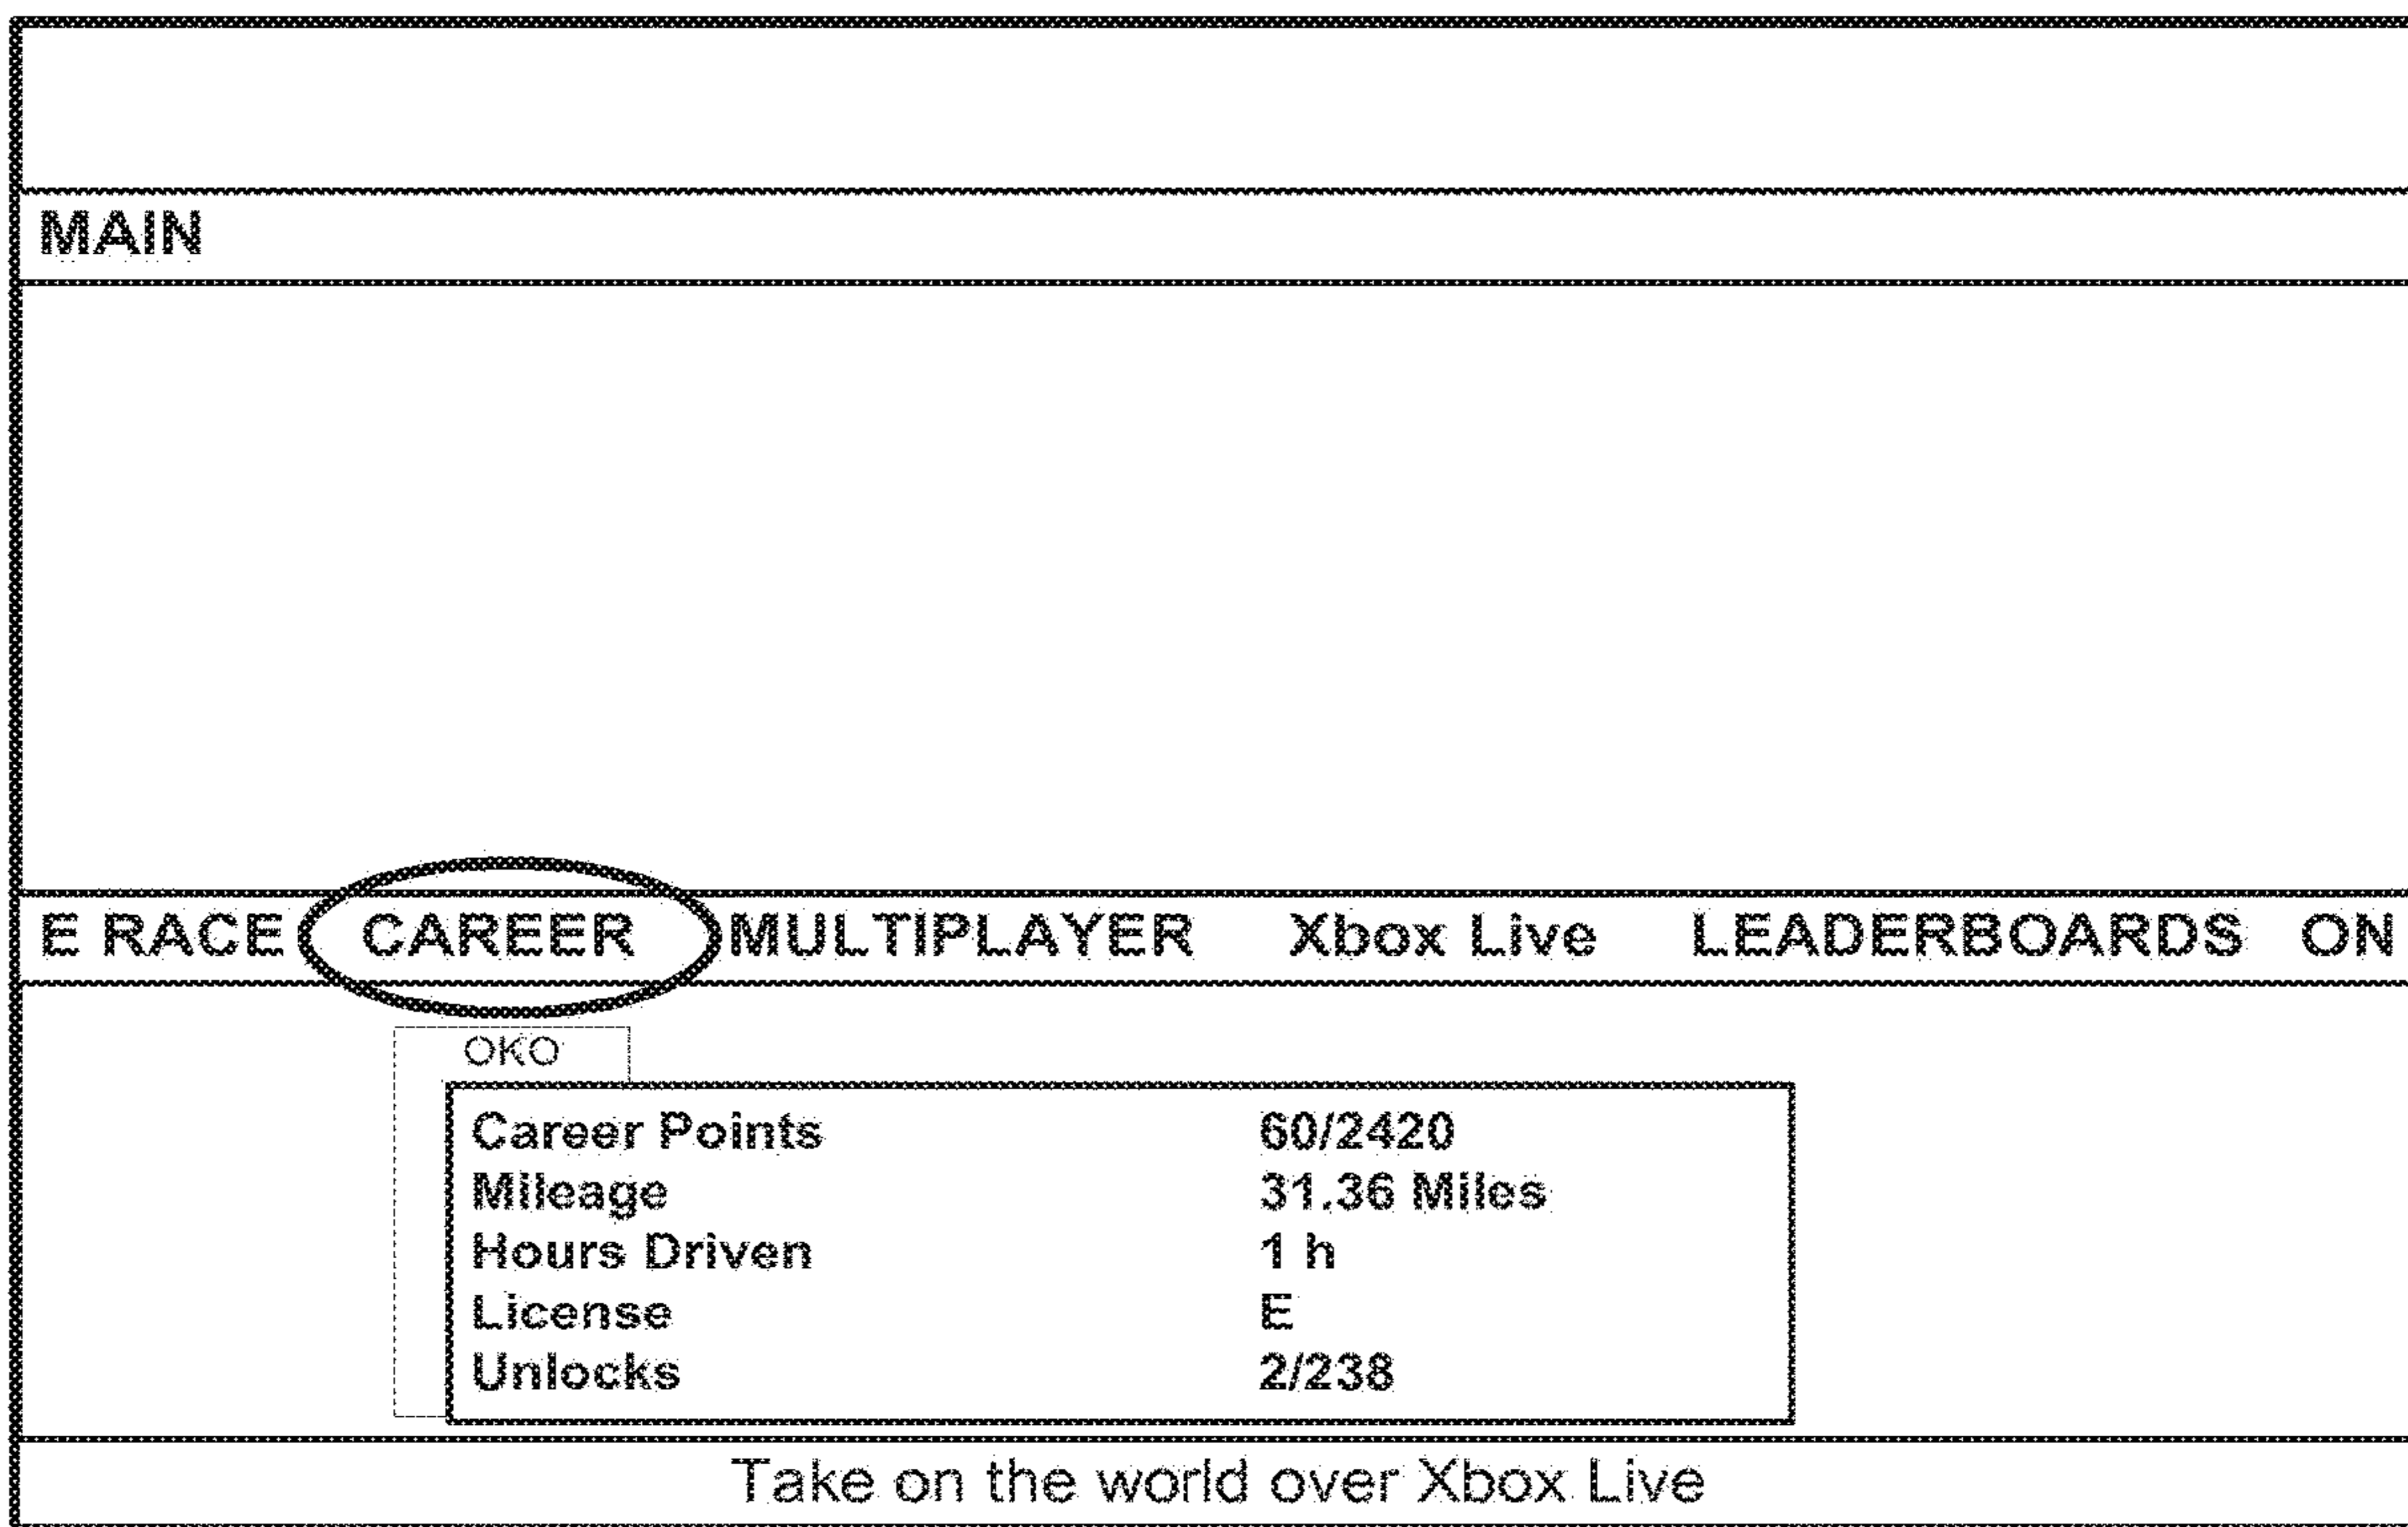 MAIN
E RACE CAREER MULTIPLAYER Xbox Live LEADERBOARDS ON
OKO
Career Points 60/2420
Mileage 31.36 Miles
Hours Driven 1 h
License E
Unlocks 2/238
Take on the world over Xbox Live